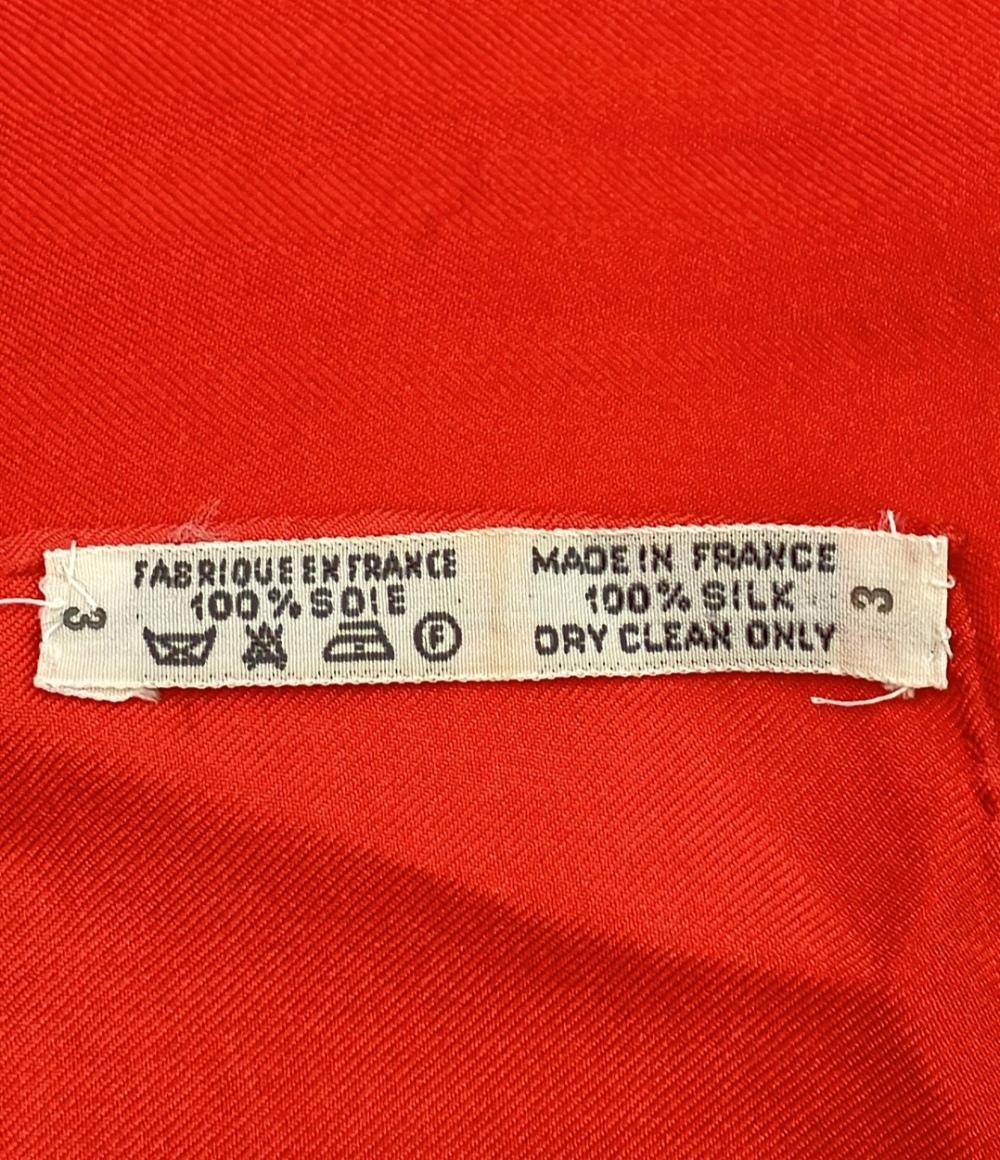 FABRIQUE EN FRANCE
100% SOIE
F
MADE IN FRANCE
100% SILK
DRY CLEAN ONLY
3
3